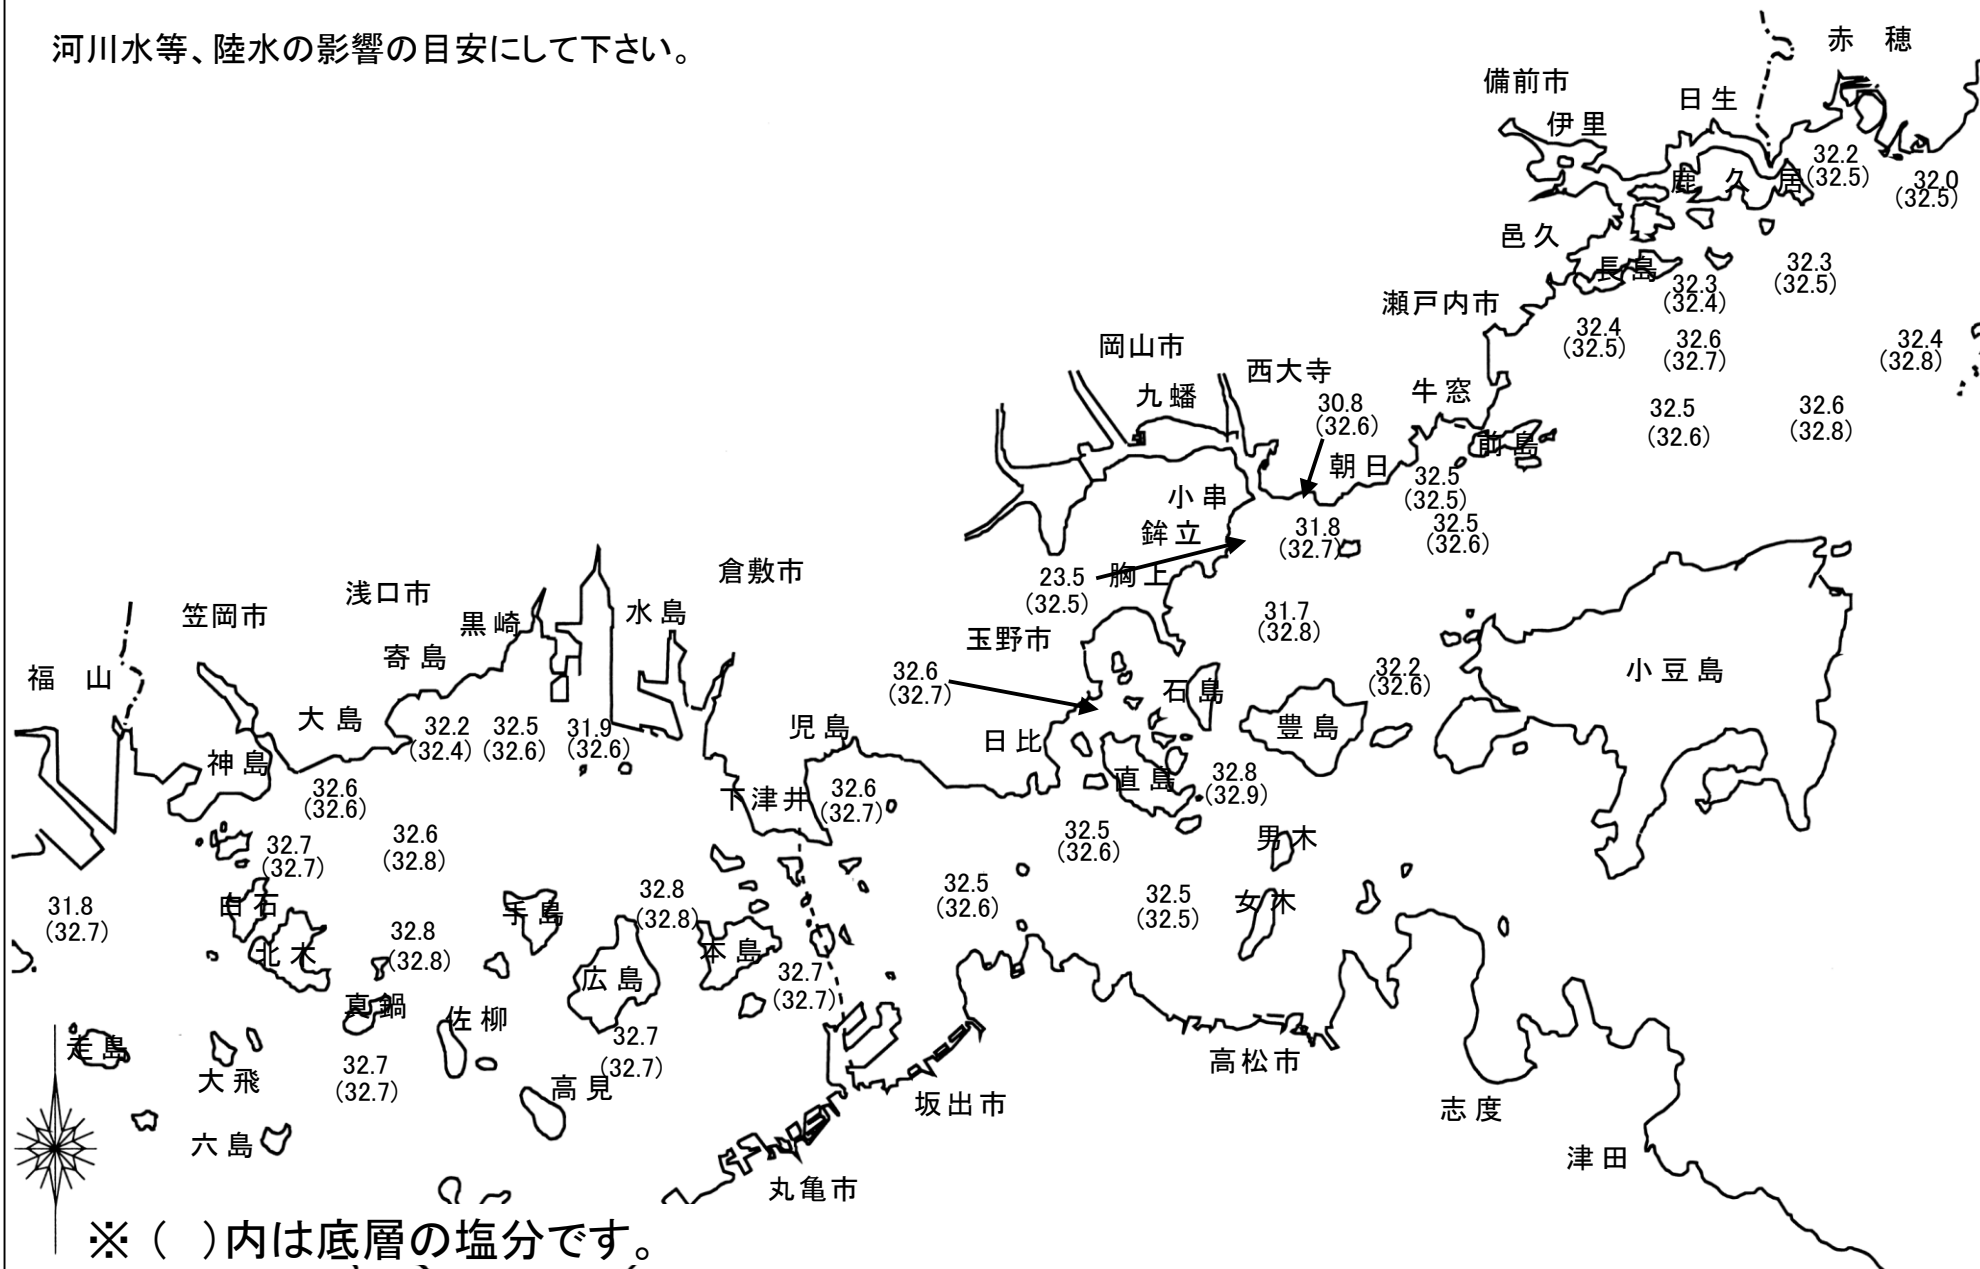 河川水等、陸水の影響の目安にして下さい。
赤 穂
備前市
日生
伊里
32.2
(32.5)
鹿 久 居
32.0
(32.5)
邑久
長島
32.3
(32.5)
32.3
(32.4)
瀬戸内市
32.4
(32.5)
32.6
(32.7)
32.4
(32.8)
岡山市
西大寺
九蟠
牛窓
30.8
(32.6)
32.5
(32.6)
32.6
(32.8)
前島
朝日
32.5
(32.5)
小串
鉾立
31.8
(32.7)
32.5
(32.6)
胸上
23.5
(32.5)
倉敷市
浅口市
笠岡市
黒崎
水島
31.7
(32.8)
玉野市
寄島
福 山
32.6
(32.7)
石島
32.2
(32.6)
小豆島
大島
32.2
(32.4)
32.5
(32.6)
31.9
(32.6)
児島
日比
豊島
神島
直島
32.8
(32.9)
32.6
(32.6)
下津井
32.6
(32.7)
32.7
(32.7)
32.6
(32.8)
32.5
(32.6)
男木
白石
31.8
(32.7)
手島
32.8
(32.8)
32.5
(32.6)
32.5
(32.5)
女木
北木
32.8
(32.8)
本島
広島
32.7
(32.7)
真鍋
佐柳
走島
32.7
(32.7)
32.7
(32.7)
大飛
高見
高松市
坂出市
志度
六島
津田
丸亀市
※（ ）内は底層の塩分です。